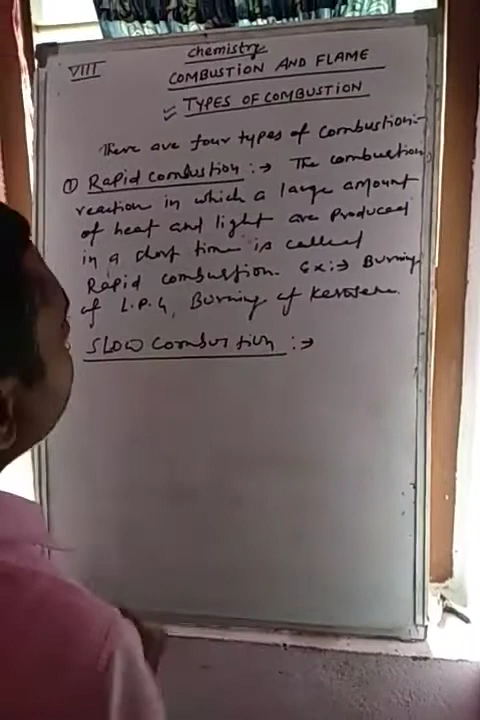 chemistry
VIII
COMBUSTION AND FLAME
TYPES OF COMBUSTION
There are four types of Combustion:-
① Rapid Combustion :→ The combustion
reaction in which a large amount
of heat and light are Produced
in a short time is called
Rapid combustion. Ex:→ Burning
of L.P.G, Burning of Kerosene.
SLOW COMBUSTION :→